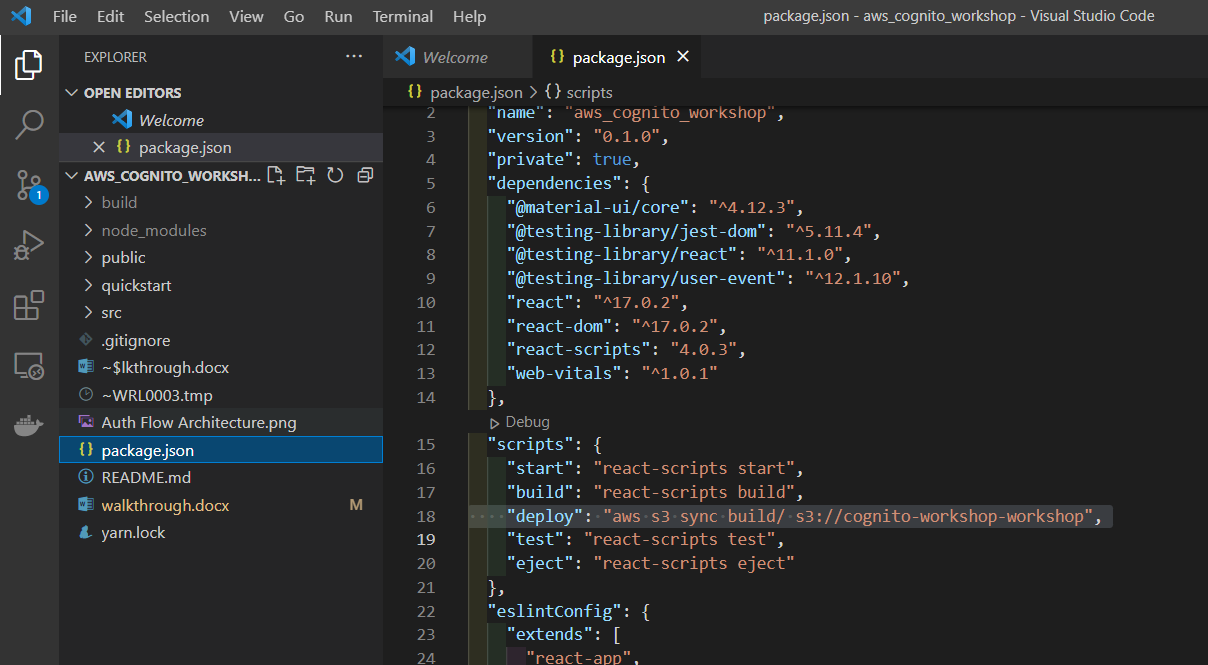 File Edit Selection View Go Run Terminal Help package.json - aws_cognito_workshop - Visual Studio Code
EXPLORER ···
OPEN EDITORS
Welcome
package.json
AWS_COGNITO_WORKSH...
build
node_modules
public
quickstart
src
.gitignore
~$lkthrough.docx
~WRL0003.tmp
Auth Flow Architecture.png
package.json
README.md
walkthrough.docx M
yarn.lock
1
Welcome {} package.json
{} package.json > {} scripts
2 "name": "aws_cognito_workshop",
3 "version": "0.1.0",
4 "private": true,
5 "dependencies": {
6 "@material-ui/core": "^4.12.3",
7 "@testing-library/jest-dom": "^5.11.4",
8 "@testing-library/react": "^11.1.0",
9 "@testing-library/user-event": "^12.1.10",
10 "react": "^17.0.2",
11 "react-dom": "^17.0.2",
12 "react-scripts": "4.0.3",
13 "web-vitals": "^1.0.1"
14 },
Debug
15 "scripts": {
16 "start": "react-scripts start",
17 "build": "react-scripts build",
18 "deploy": "aws s3 sync build/ s3://cognito-workshop-workshop",
19 "test": "react-scripts test",
20 "eject": "react-scripts eject"
21 },
22 "eslintConfig": {
23 "extends": [
24 "react-app",